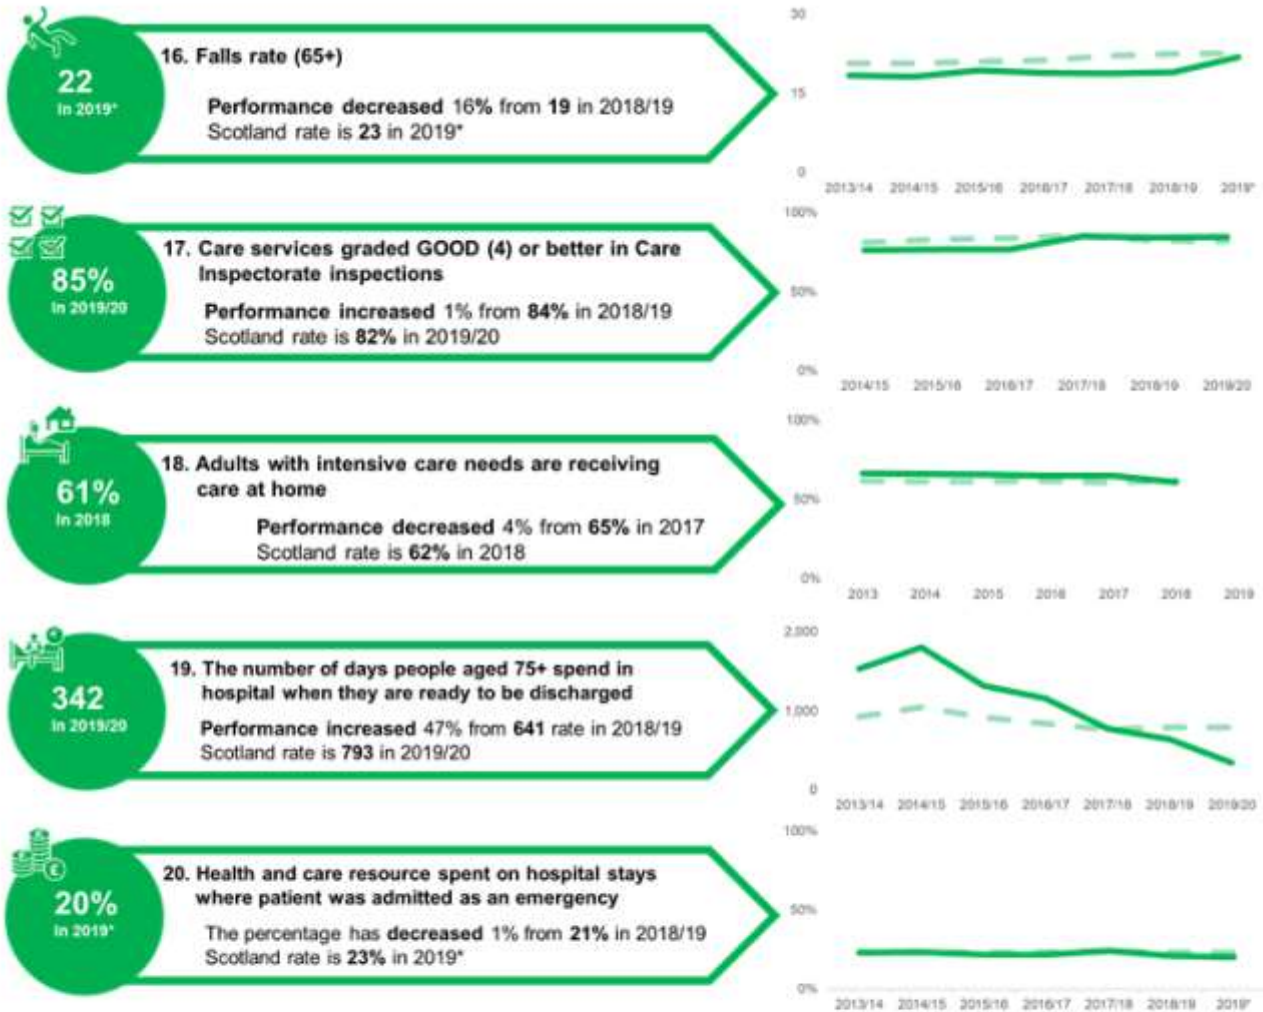 22
In 2019*
16. Falls rate (65+)
Performance decreased 16% from 19 in 2018/19
Scotland rate is 23 in 2019*
30
15
0
2013/14 2014/15 2015/16 2016/17 2017/18 2018/19 2019*
85%
In 2019/20
17. Care services graded GOOD (4) or better in Care
Inspectorate inspections
Performance increased 1% from 84% in 2018/19
Scotland rate is 82% in 2019/20
100%
50%
0%
2014/15 2015/16 2016/17 2017/18 2018/19 2019/20
61%
In 2018
18. Adults with intensive care needs are receiving
care at home
Performance decreased 4% from 65% in 2017
Scotland rate is 62% in 2018
100%
50%
0%
2013 2014 2015 2016 2017 2018 2019
342
In 2019/20
19. The number of days people aged 75+ spend in
hospital when they are ready to be discharged
Performance increased 47% from 641 rate in 2018/19
Scotland rate is 793 in 2019/20
2,000
1,000
0
2013/14 2014/15 2015/16 2016/17 2017/18 2018/19 2019/20
20%
In 2019*
20. Health and care resource spent on hospital stays
where patient was admitted as an emergency
The percentage has decreased 1% from 21% in 2018/19
Scotland rate is 23% in 2019*
100%
50%
0%
2013/14 2014/15 2015/16 2016/17 2017/18 2018/19 2019*